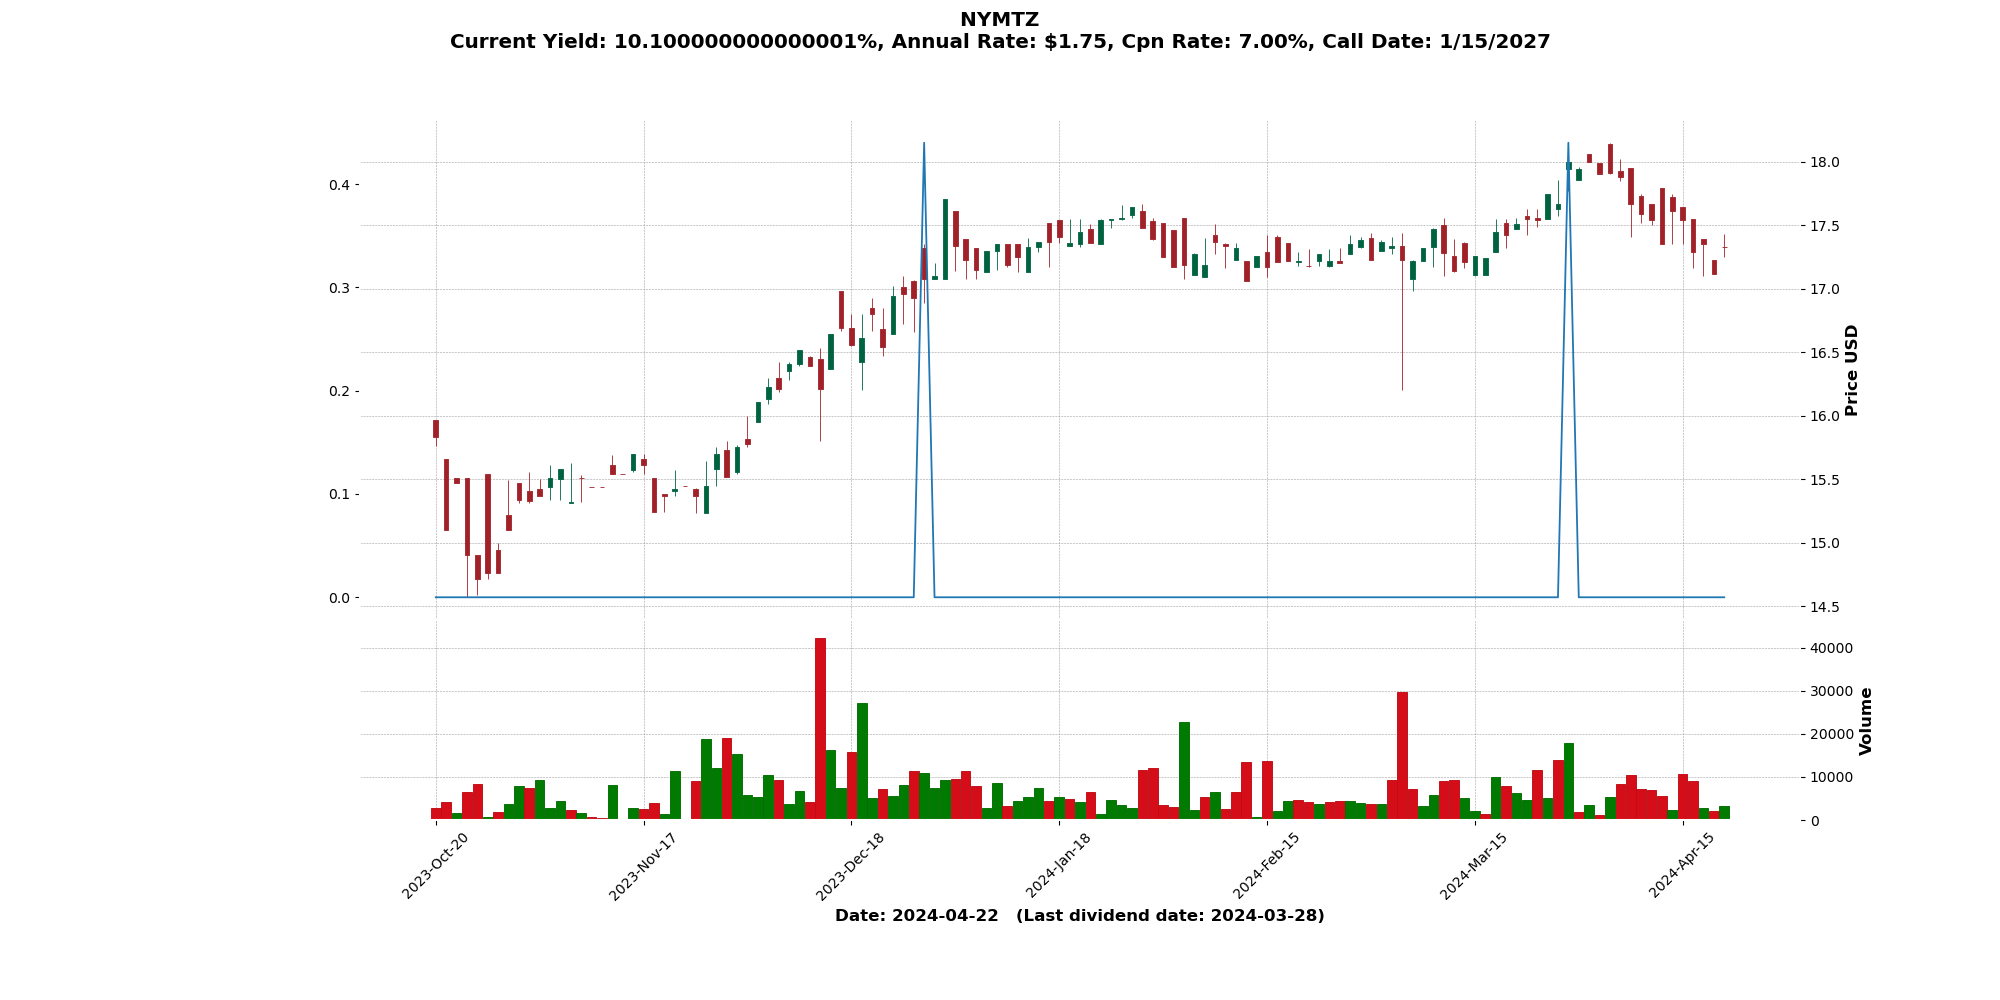 NYMTZ
Current Yield: 10.100000000000001%, Annual Rate: $1.75, Cpn Rate: 7.00%, Call Date: 1/15/2027
0.4
0.3
0.2
0.1
0.0
18.0
17.5
17.0
16.5
16.0
15.5
15.0
14.5
Price USD
40000
30000
20000
10000
0
Volume
2023-Oct-20
2023-Nov-17
2023-Dec-18
2024-Jan-18
2024-Feb-15
2024-Mar-15
2024-Apr-15
Date: 2024-04-22 (Last dividend date: 2024-03-28)